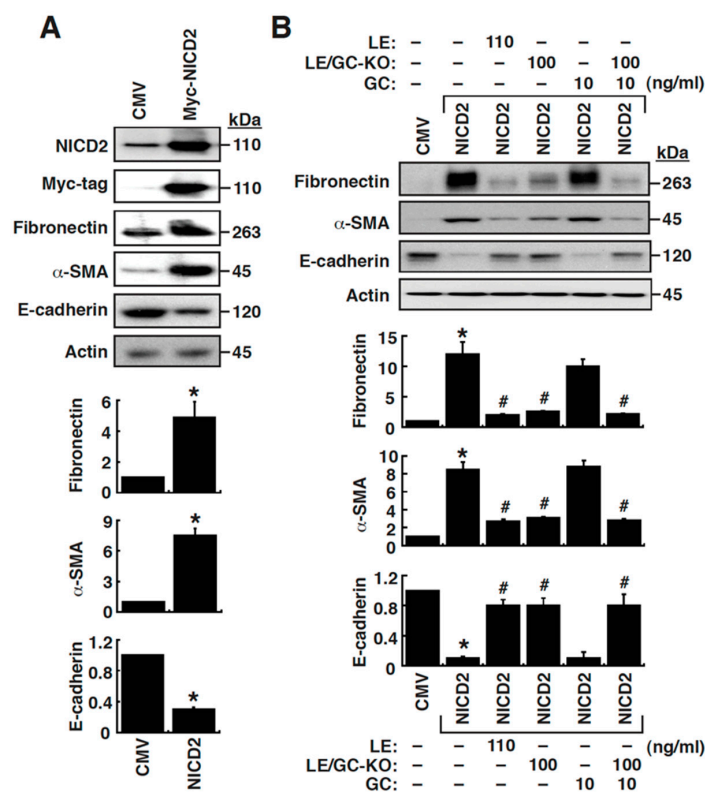 A
CMV
Myc-NICD2
kDa
NICD2
110
Myc-tag
110
Fibronectin
263
α-SMA
45
E-cadherin
120
Actin
45
6
4
2
0
Fibronectin
*
9
6
3
0
α-SMA
*
1.2
0.8
0.4
0
E-cadherin
*
CMV
NICD2
B
LE: – – 110 – – –
LE/GC-KO: – – – 100 – 100
GC: – – – – 10 10 (ng/ml)
CMV NICD2 NICD2 NICD2 NICD2 NICD2
kDa
Fibronectin
263
α-SMA
45
E-cadherin
120
Actin
45
15
10
5
0
Fibronectin
* # # #
10
8
6
4
2
0
α-SMA
* # # #
1.2
0.8
0.4
0
E-cadherin
* # # #
CMV NICD2 NICD2 NICD2 NICD2 NICD2
LE: – – 110 – – – (ng/ml)
LE/GC-KO: – – – 100 – 100
GC: – – – – 10 10